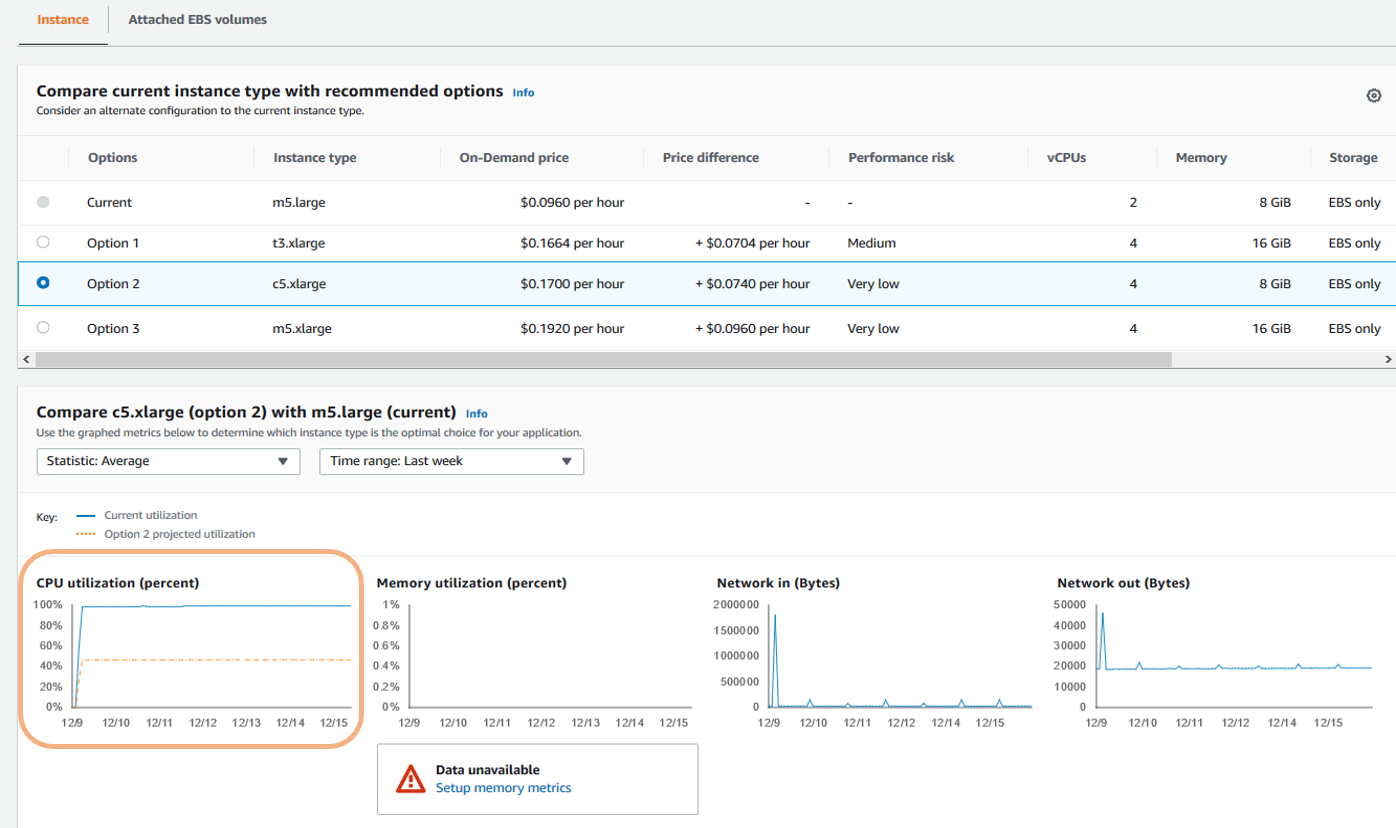 Instance Attached EBS volumes
Compare current instance type with recommended options Info
Consider an alternate configuration to the current instance type.
Options Instance type On-Demand price Price difference Performance risk vCPUs Memory Storage
Current m5.large $0.0960 per hour - - 2 8 GiB EBS only
Option 1 t3.xlarge $0.1664 per hour + $0.0704 per hour Medium 4 16 GiB EBS only
Option 2 c5.xlarge $0.1700 per hour + $0.0740 per hour Very low 4 8 GiB EBS only
Option 3 m5.xlarge $0.1920 per hour + $0.0960 per hour Very low 4 16 GiB EBS only
Compare c5.xlarge (option 2) with m5.large (current) Info
Use the graphed metrics below to determine which instance type is the optimal choice for your application.
Statistic: Average Time range: Last week
Key: Current utilization
Option 2 projected utilization
CPU utilization (percent)
100%
80%
60%
40%
20%
0%
12/9 12/10 12/11 12/12 12/13 12/14 12/15
Memory utilization (percent)
1%
0.8%
0.6%
0.4%
0.2%
0%
12/9 12/10 12/11 12/12 12/13 12/14 12/15
Data unavailable
Setup memory metrics
Network in (Bytes)
2000000
1500000
1000000
500000
0
12/9 12/10 12/11 12/12 12/14 12/15
Network out (Bytes)
50000
40000
30000
20000
10000
0
12/9 12/10 12/11 12/12 12/14 12/15